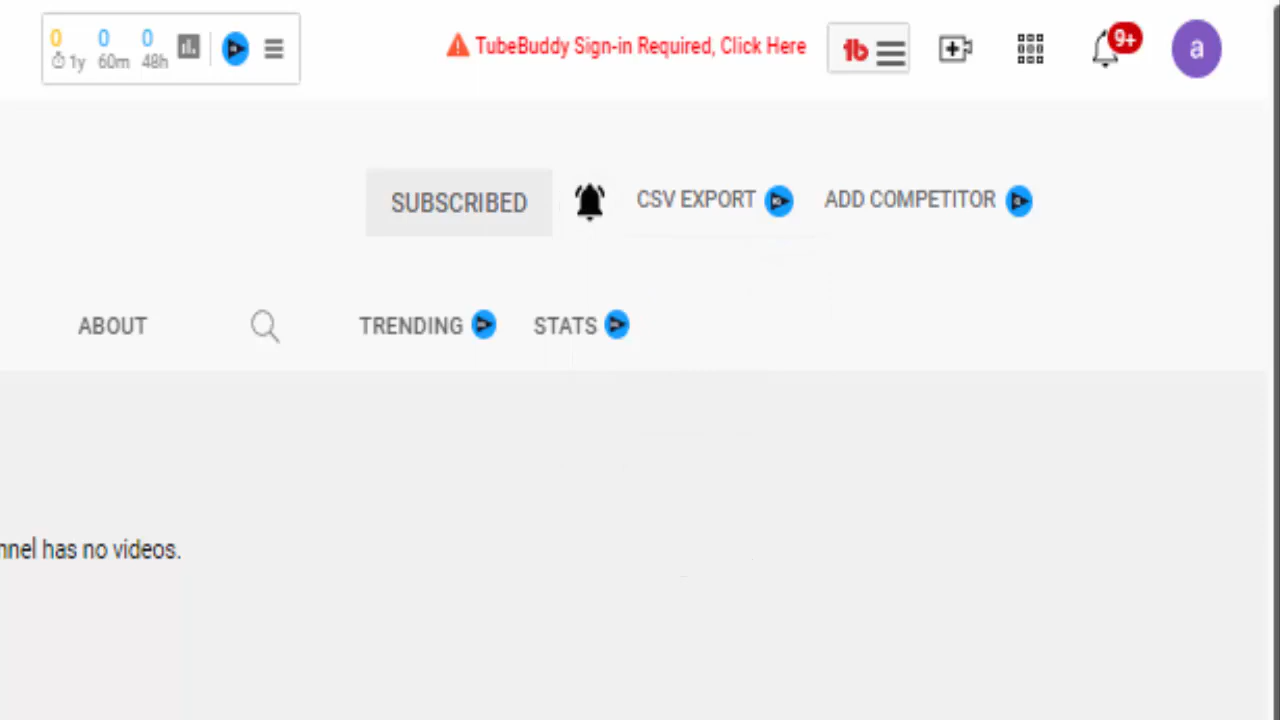 0 0 0
1y 60m 48h
TubeBuddy Sign-in Required, Click Here
9+
a
SUBSCRIBED
CSV EXPORT
ADD COMPETITOR
ABOUT
TRENDING
STATS
nnel has no videos.